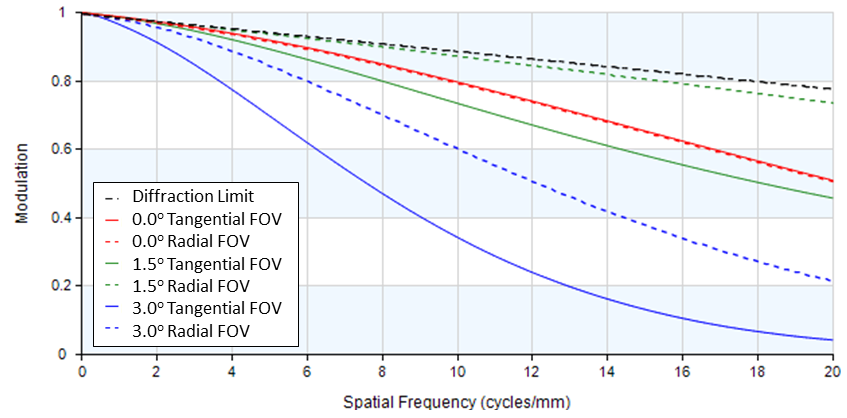 1
0.8
0.6
0.4
0.2
0
Modulation
Diffraction Limit
0.0° Tangential FOV
0.0° Radial FOV
1.5° Tangential FOV
1.5° Radial FOV
3.0° Tangential FOV
3.0° Radial FOV
0 2 4 6 8 10 12 14 16 18 20
Spatial Frequency (cycles/mm)